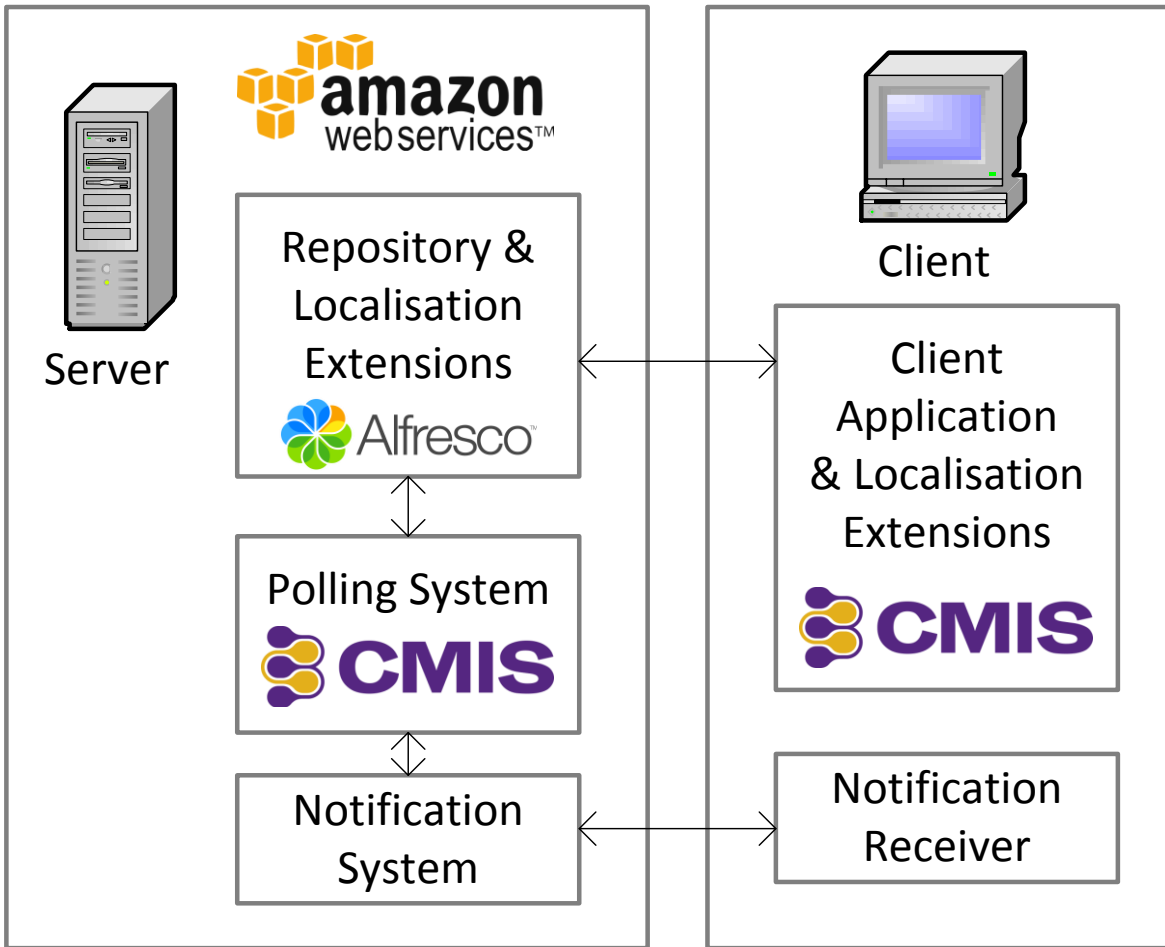 amazon
webservices™
Server
Repository &
Localisation
Extensions
Alfresco™
Polling System
CMIS
Notification
System
Client
Client
Application
& Localisation
Extensions
CMIS
Notification
Receiver